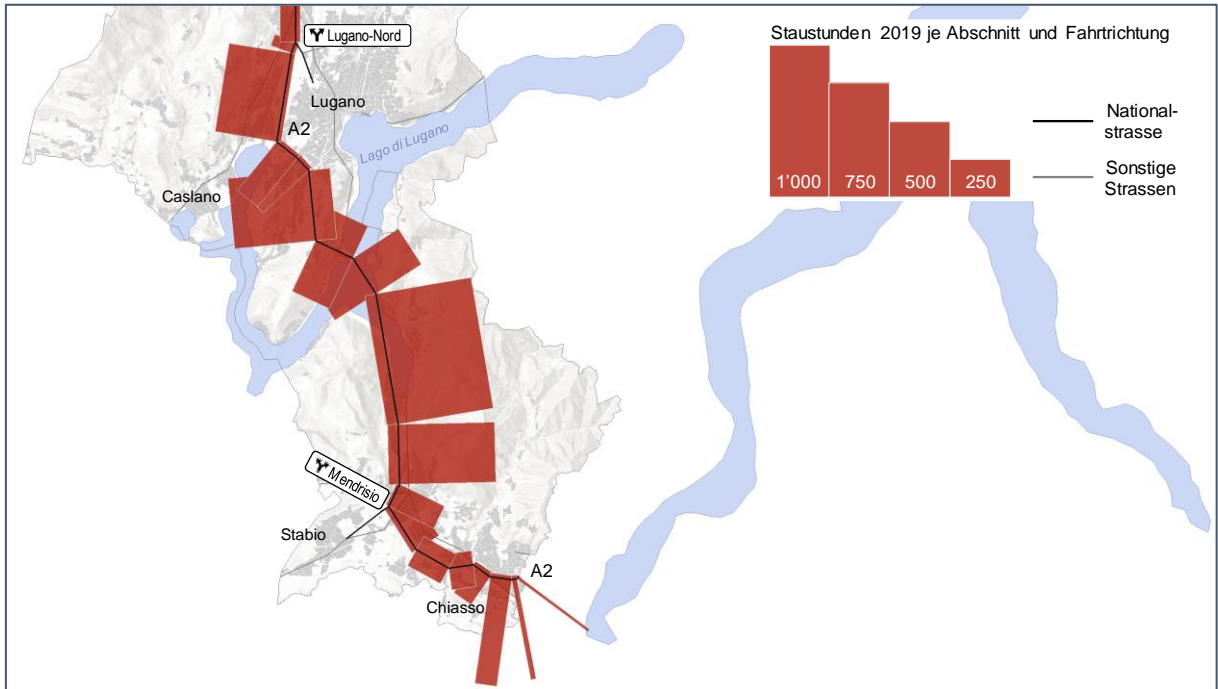 Staustunden 2019 je Abschnitt und Fahrtrichtung
1'000 750 500 250
National-
strasse
Sonstige
Strassen
Lugano-Nord
Lugano
A2
Lago di Lugano
Caslano
Mendrisio
Stabio
A2
Chiasso